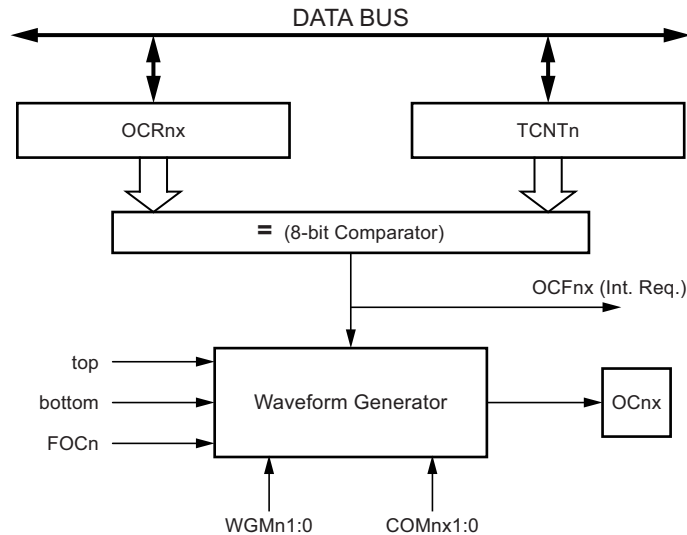 DATA BUS
OCRnx
TCNTn
= (8-bit Comparator)
OCFnx (Int. Req.)
top
bottom
FOCn
Waveform Generator
OCnx
WGMn1:0
COMnx1:0